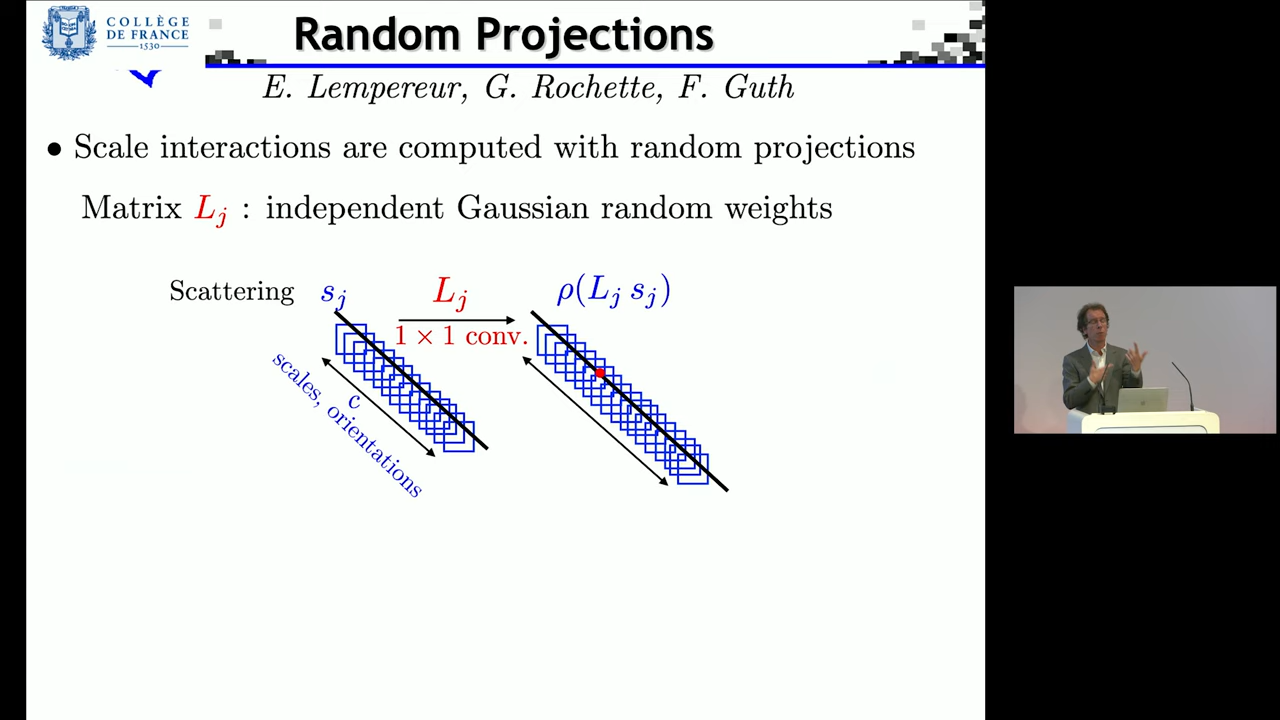 COLLÈGE
DE FRANCE
1530
Random Projections
E. Lempereur, G. Rochette, F. Guth
• Scale interactions are computed with random projections
Matrix L_j : independent Gaussian random weights
Scattering s_j
L_j
1 × 1 conv.
ρ(L_j s_j)
c
scales, orientations